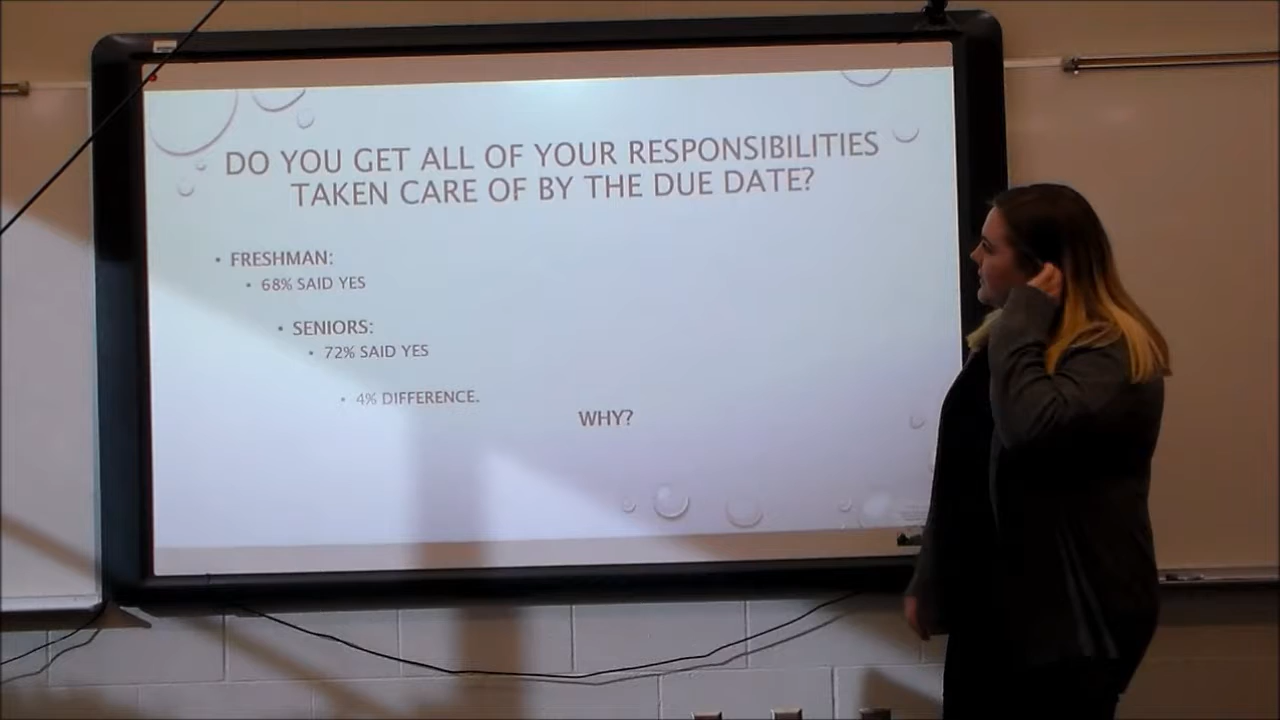 DO YOU GET ALL OF YOUR RESPONSIBILITIES
TAKEN CARE OF BY THE DUE DATE?
• FRESHMAN:
• 68% SAID YES
• SENIORS:
• 72% SAID YES
• 4% DIFFERENCE.
WHY?